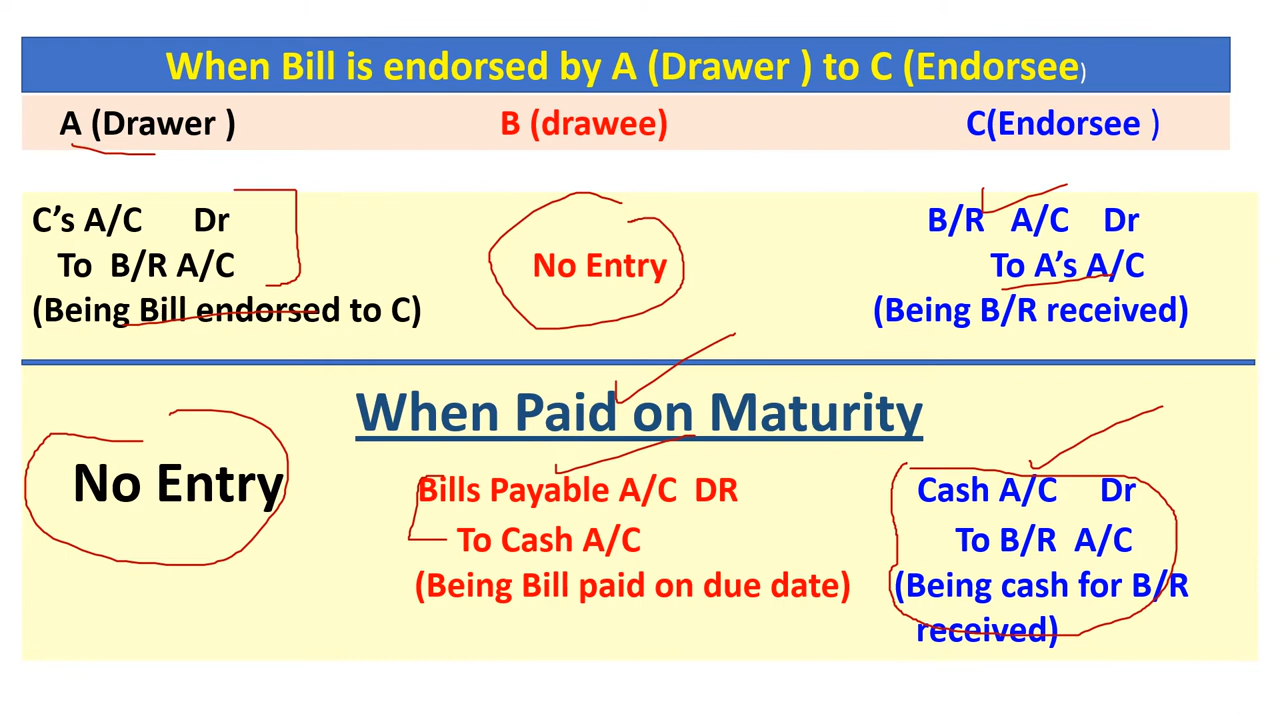 When Bill is endorsed by A (Drawer ) to C (Endorsee)
A (Drawer )
B (drawee)
C(Endorsee )
C’s A/C Dr
To B/R A/C
(Being Bill endorsed to C)
No Entry
B/R A/C Dr
To A’s A/C
(Being B/R received)
When Paid on Maturity
No Entry
Bills Payable A/C DR
To Cash A/C
(Being Bill paid on due date)
Cash A/C Dr
To B/R A/C
(Being cash for B/R
received)